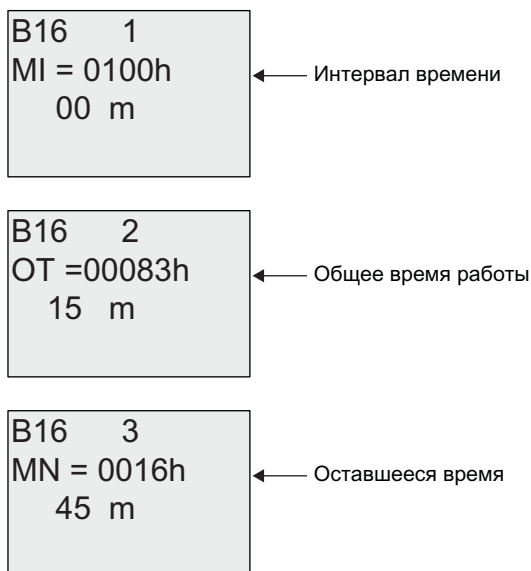 B16 1
MI = 0100h
00 m
Интервал времени
B16 2
OT =00083h
15 m
Общее время работы
B16 3
MN = 0016h
45 m
Оставшееся время